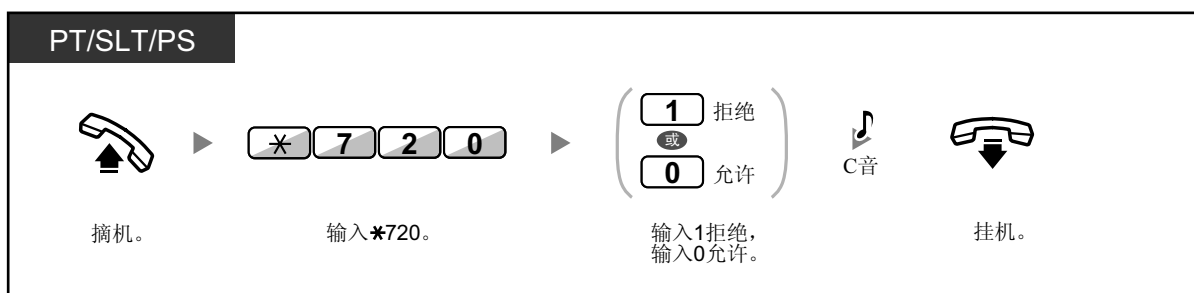 PT/SLT/PS
1 拒绝
* 7 2 0
或
0 允许
C音
摘机。
输入*720。
输入1拒绝，
输入0允许。
挂机。